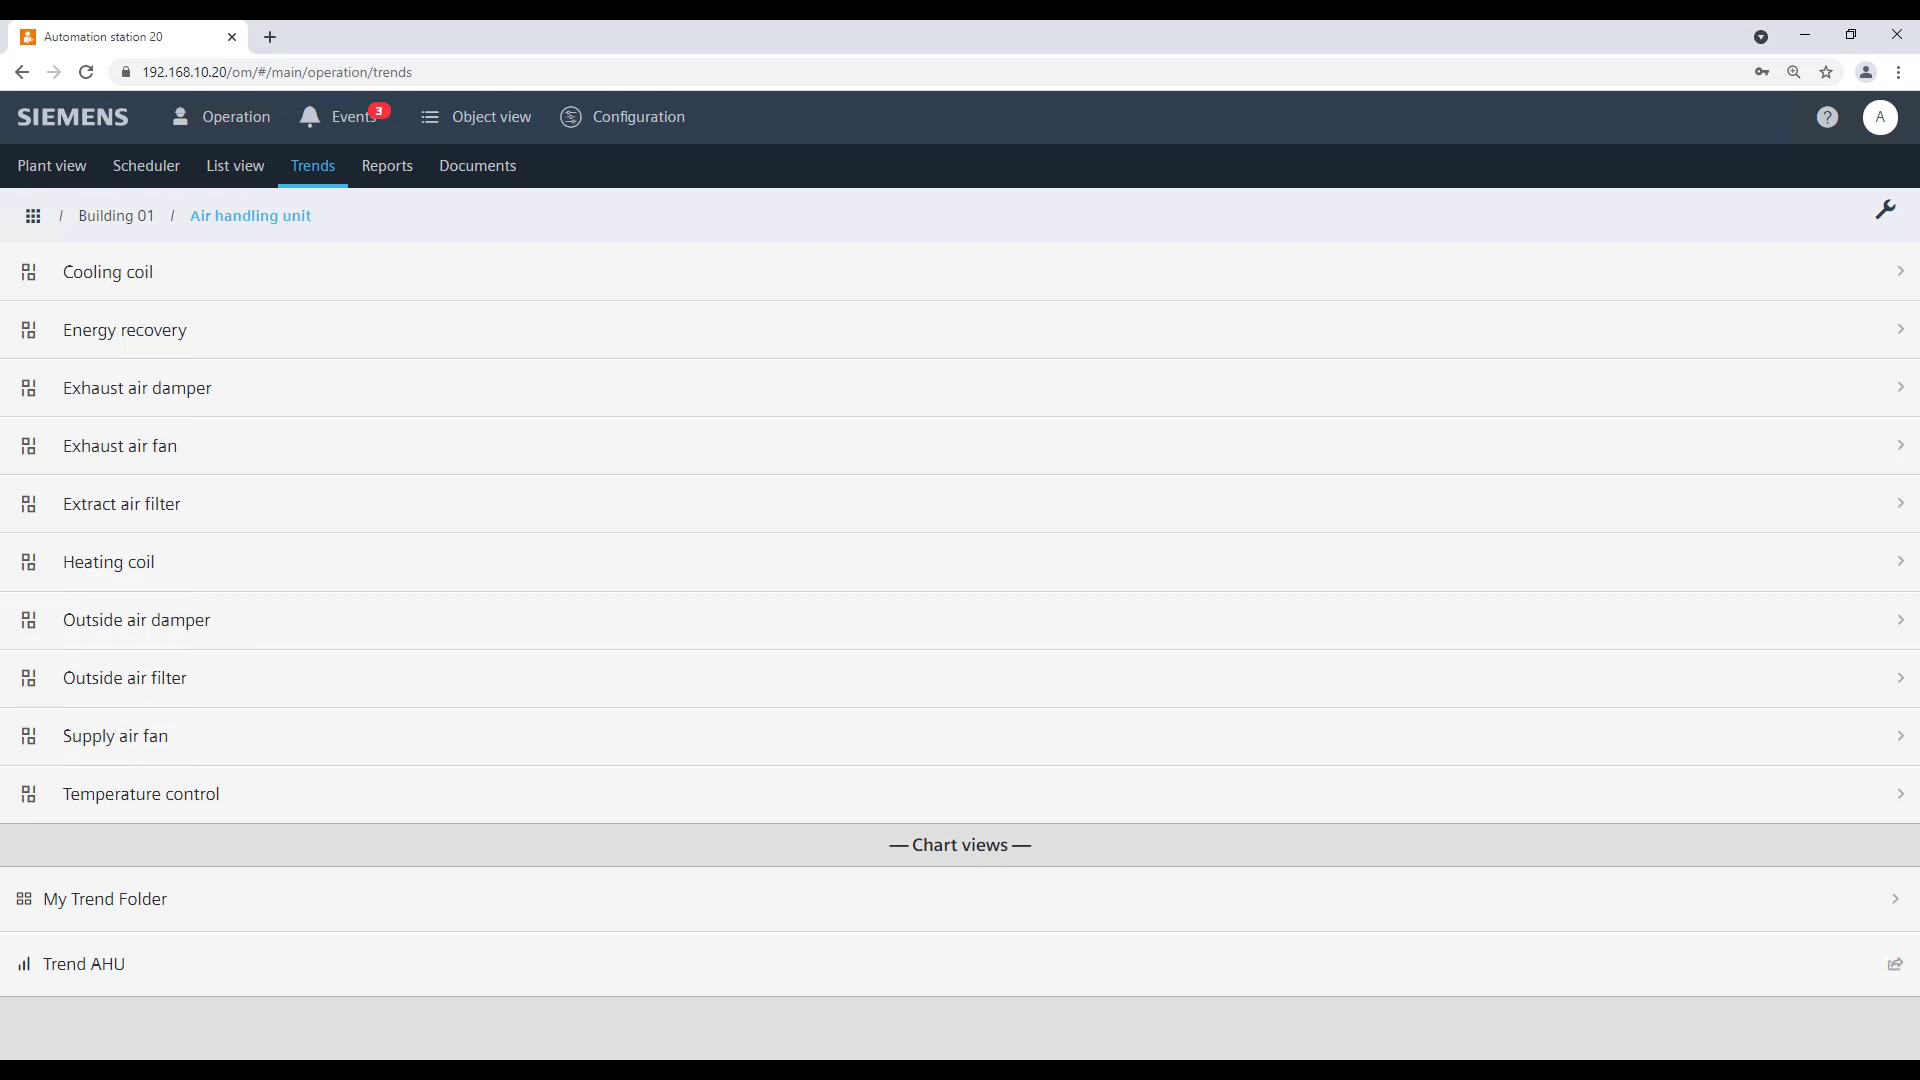 Automation station 20
192.168.10.20/om/#/main/operation/trends
SIEMENS Operation Events 3 Object view Configuration ? A
Plant view Scheduler List view Trends Reports Documents
/ Building 01 / Air handling unit
Cooling coil
Energy recovery
Exhaust air damper
Exhaust air fan
Extract air filter
Heating coil
Outside air damper
Outside air filter
Supply air fan
Temperature control
— Chart views —
My Trend Folder
Trend AHU